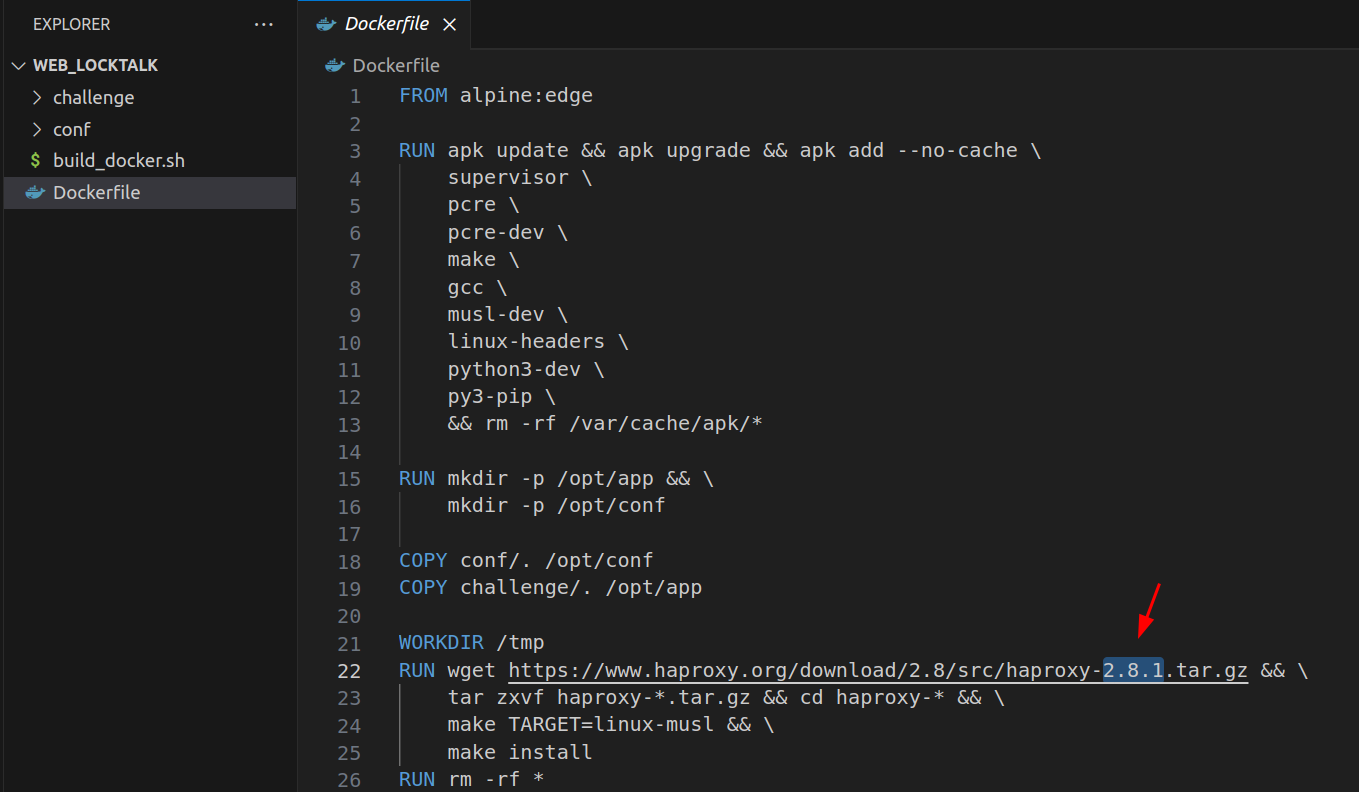 EXPLORER ···
WEB_LOCKTALK
challenge
conf
$ build_docker.sh
Dockerfile
Dockerfile
Dockerfile
1 FROM alpine:edge
2
3 RUN apk update && apk upgrade && apk add --no-cache \
4 supervisor \
5 pcre \
6 pcre-dev \
7 make \
8 gcc \
9 musl-dev \
10 linux-headers \
11 python3-dev \
12 py3-pip \
13 && rm -rf /var/cache/apk/*
14
15 RUN mkdir -p /opt/app && \
16 mkdir -p /opt/conf
17
18 COPY conf/. /opt/conf
19 COPY challenge/. /opt/app
20
21 WORKDIR /tmp
22 RUN wget https://www.haproxy.org/download/2.8/src/haproxy-2.8.1.tar.gz && \
23 tar zxvf haproxy-*.tar.gz && cd haproxy-* && \
24 make TARGET=linux-musl && \
25 make install
26 RUN rm -rf *